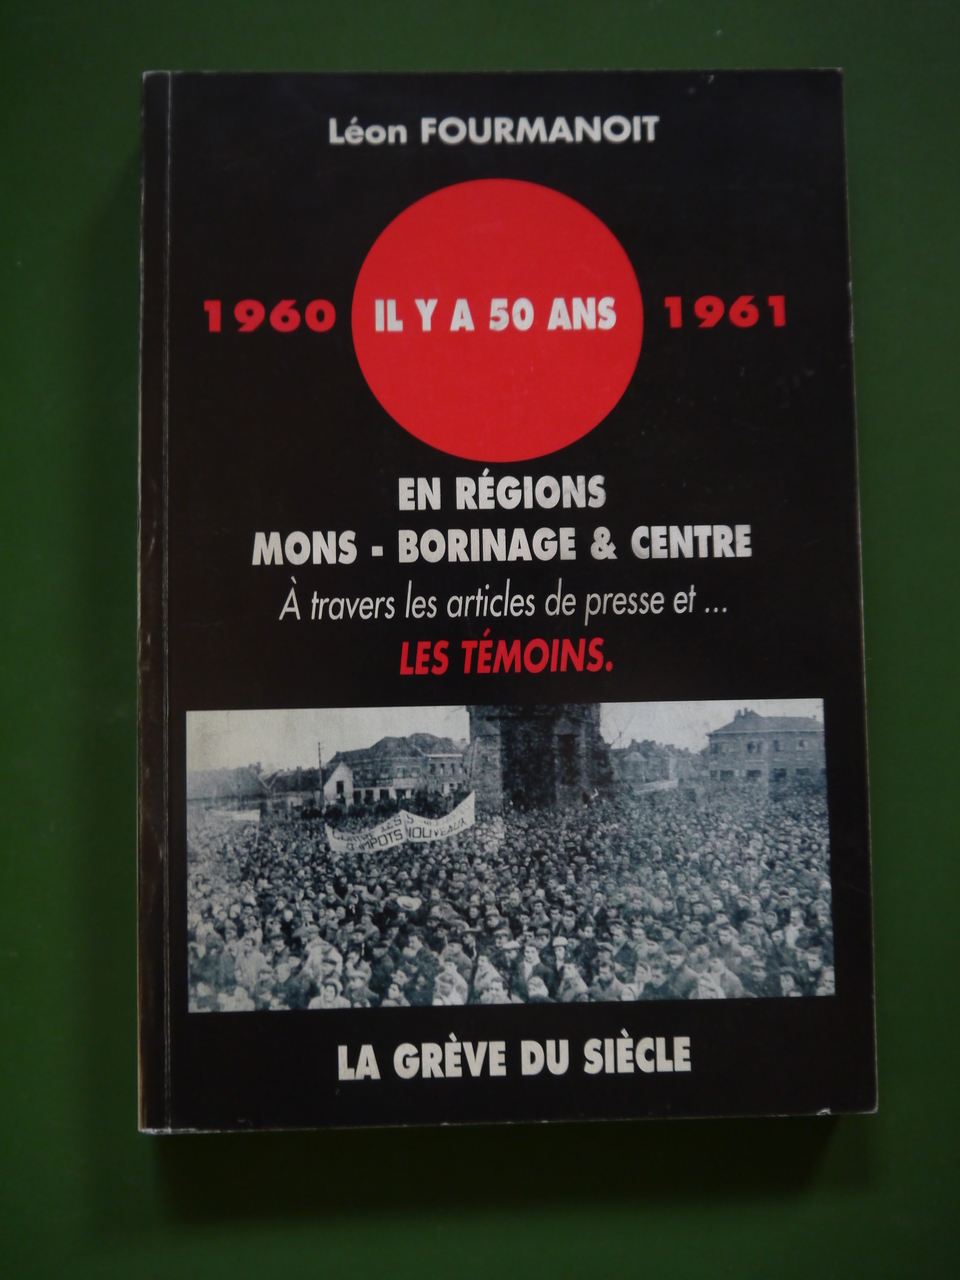 Léon FOURMANOIT
1960 IL Y A 50 ANS 1961
EN RÉGIONS
MONS - BORINAGE & CENTRE
À travers les articles de presse et ...
LES TÉMOINS.
D'IMPOTS NOUVEAUX
LA GRÈVE DU SIÈCLE